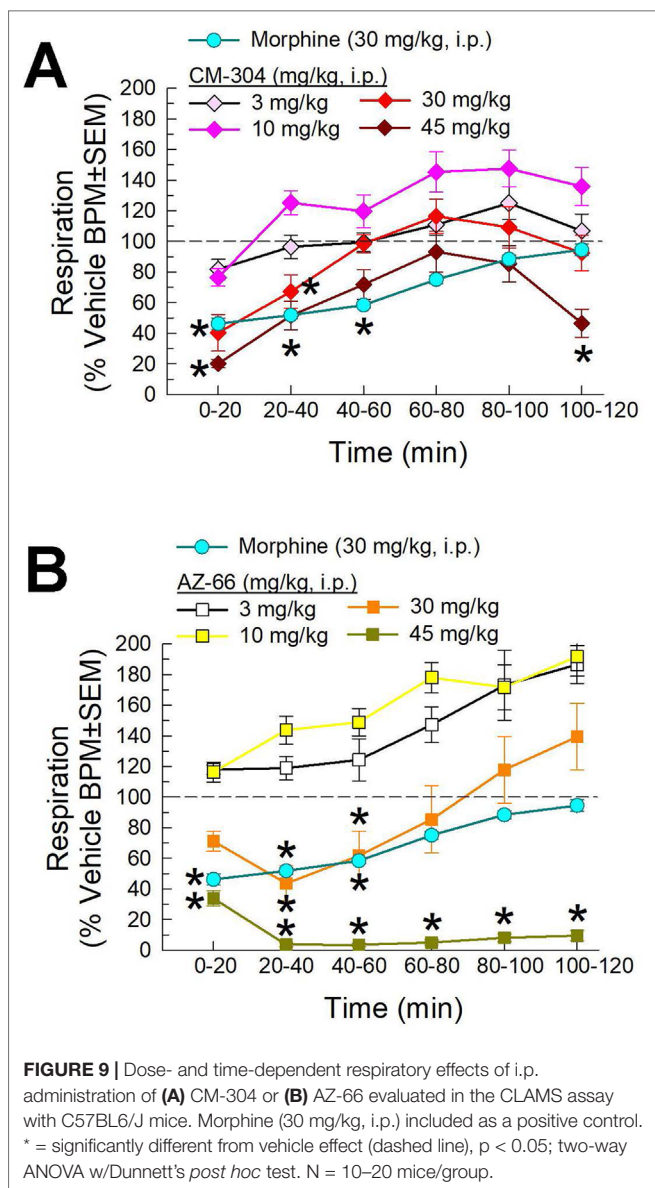 A
Morphine (30 mg/kg, i.p.)
CM-304 (mg/kg, i.p.)
3 mg/kg
30 mg/kg
10 mg/kg
45 mg/kg
Respiration
(% Vehicle BPM±SEM)
200
180
160
140
120
100
80
60
40
20
0
* * * * * *
0-20 20-40 40-60 60-80 80-100 100-120
Time (min)
B
Morphine (30 mg/kg, i.p.)
AZ-66 (mg/kg, i.p.)
3 mg/kg
30 mg/kg
10 mg/kg
45 mg/kg
Respiration
(% Vehicle BPM±SEM)
200
180
160
140
120
100
80
60
40
20
0
* * * * * * * * * * *
0-20 20-40 40-60 60-80 80-100 100-120
Time (min)
FIGURE 9 | Dose- and time-dependent respiratory effects of i.p.
administration of (A) CM-304 or (B) AZ-66 evaluated in the CLAMS assay
with C57BL6/J mice. Morphine (30 mg/kg, i.p.) included as a positive control.
* = significantly different from vehicle effect (dashed line), p < 0.05; two-way
ANOVA w/Dunnett's post hoc test. N = 10–20 mice/group.